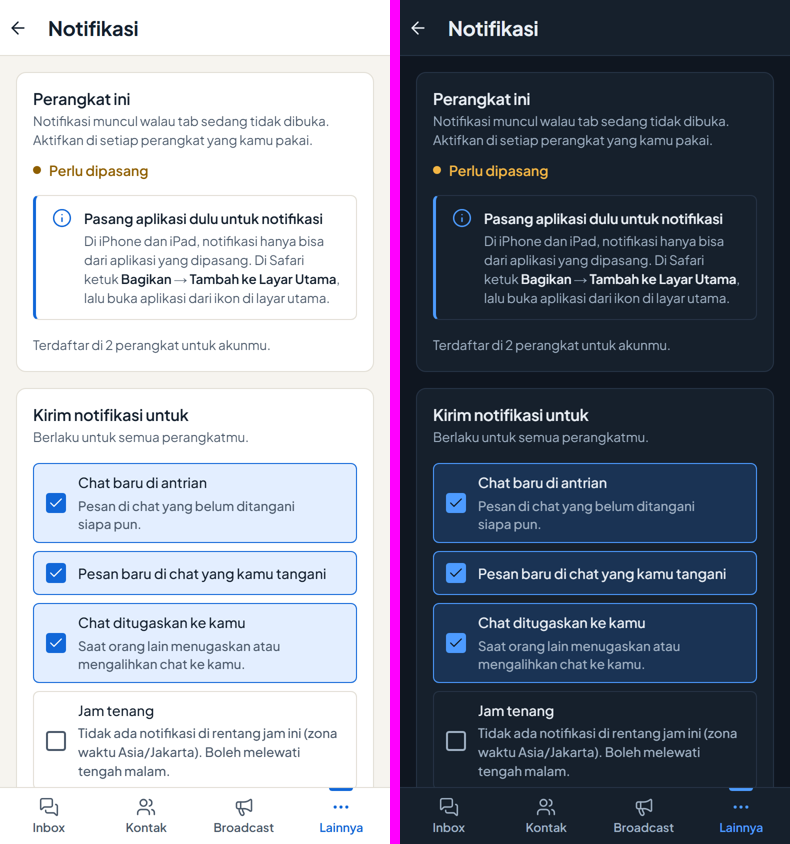 Notifikasi
Perangkat ini
Notifikasi muncul walau tab sedang tidak dibuka.
Aktifkan di setiap perangkat yang kamu pakai.
Perlu dipasang
Pasang aplikasi dulu untuk notifikasi
Di iPhone dan iPad, notifikasi hanya bisa
dari aplikasi yang dipasang. Di Safari
ketuk Bagikan → Tambah ke Layar Utama,
lalu buka aplikasi dari ikon di layar utama.
Terdaftar di 2 perangkat untuk akunmu.
Kirim notifikasi untuk
Berlaku untuk semua perangkatmu.
Chat baru di antrian
Pesan di chat yang belum ditangani
siapa pun.
Pesan baru di chat yang kamu tangani
Chat ditugaskan ke kamu
Saat orang lain menugaskan atau
mengalihkan chat ke kamu.
Jam tenang
Tidak ada notifikasi di rentang jam ini (zona
waktu Asia/Jakarta). Boleh melewati
tengah malam.
Inbox
Kontak
Broadcast
Lainnya
Notifikasi
Perangkat ini
Notifikasi muncul walau tab sedang tidak dibuka.
Aktifkan di setiap perangkat yang kamu pakai.
Perlu dipasang
Pasang aplikasi dulu untuk notifikasi
Di iPhone dan iPad, notifikasi hanya bisa
dari aplikasi yang dipasang. Di Safari
ketuk Bagikan → Tambah ke Layar Utama,
lalu buka aplikasi dari ikon di layar utama.
Terdaftar di 2 perangkat untuk akunmu.
Kirim notifikasi untuk
Berlaku untuk semua perangkatmu.
Chat baru di antrian
Pesan di chat yang belum ditangani
siapa pun.
Pesan baru di chat yang kamu tangani
Chat ditugaskan ke kamu
Saat orang lain menugaskan atau
mengalihkan chat ke kamu.
Jam tenang
Tidak ada notifikasi di rentang jam ini (zona
waktu Asia/Jakarta). Boleh melewati
tengah malam.
Inbox
Kontak
Broadcast
Lainnya